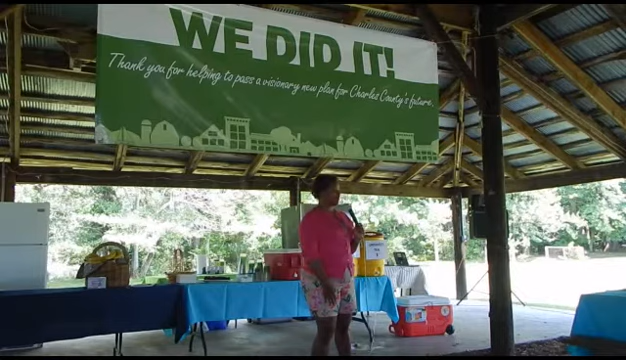 WE DID IT!
Thank you for helping to pass a visionary new plan for Charles County's future.